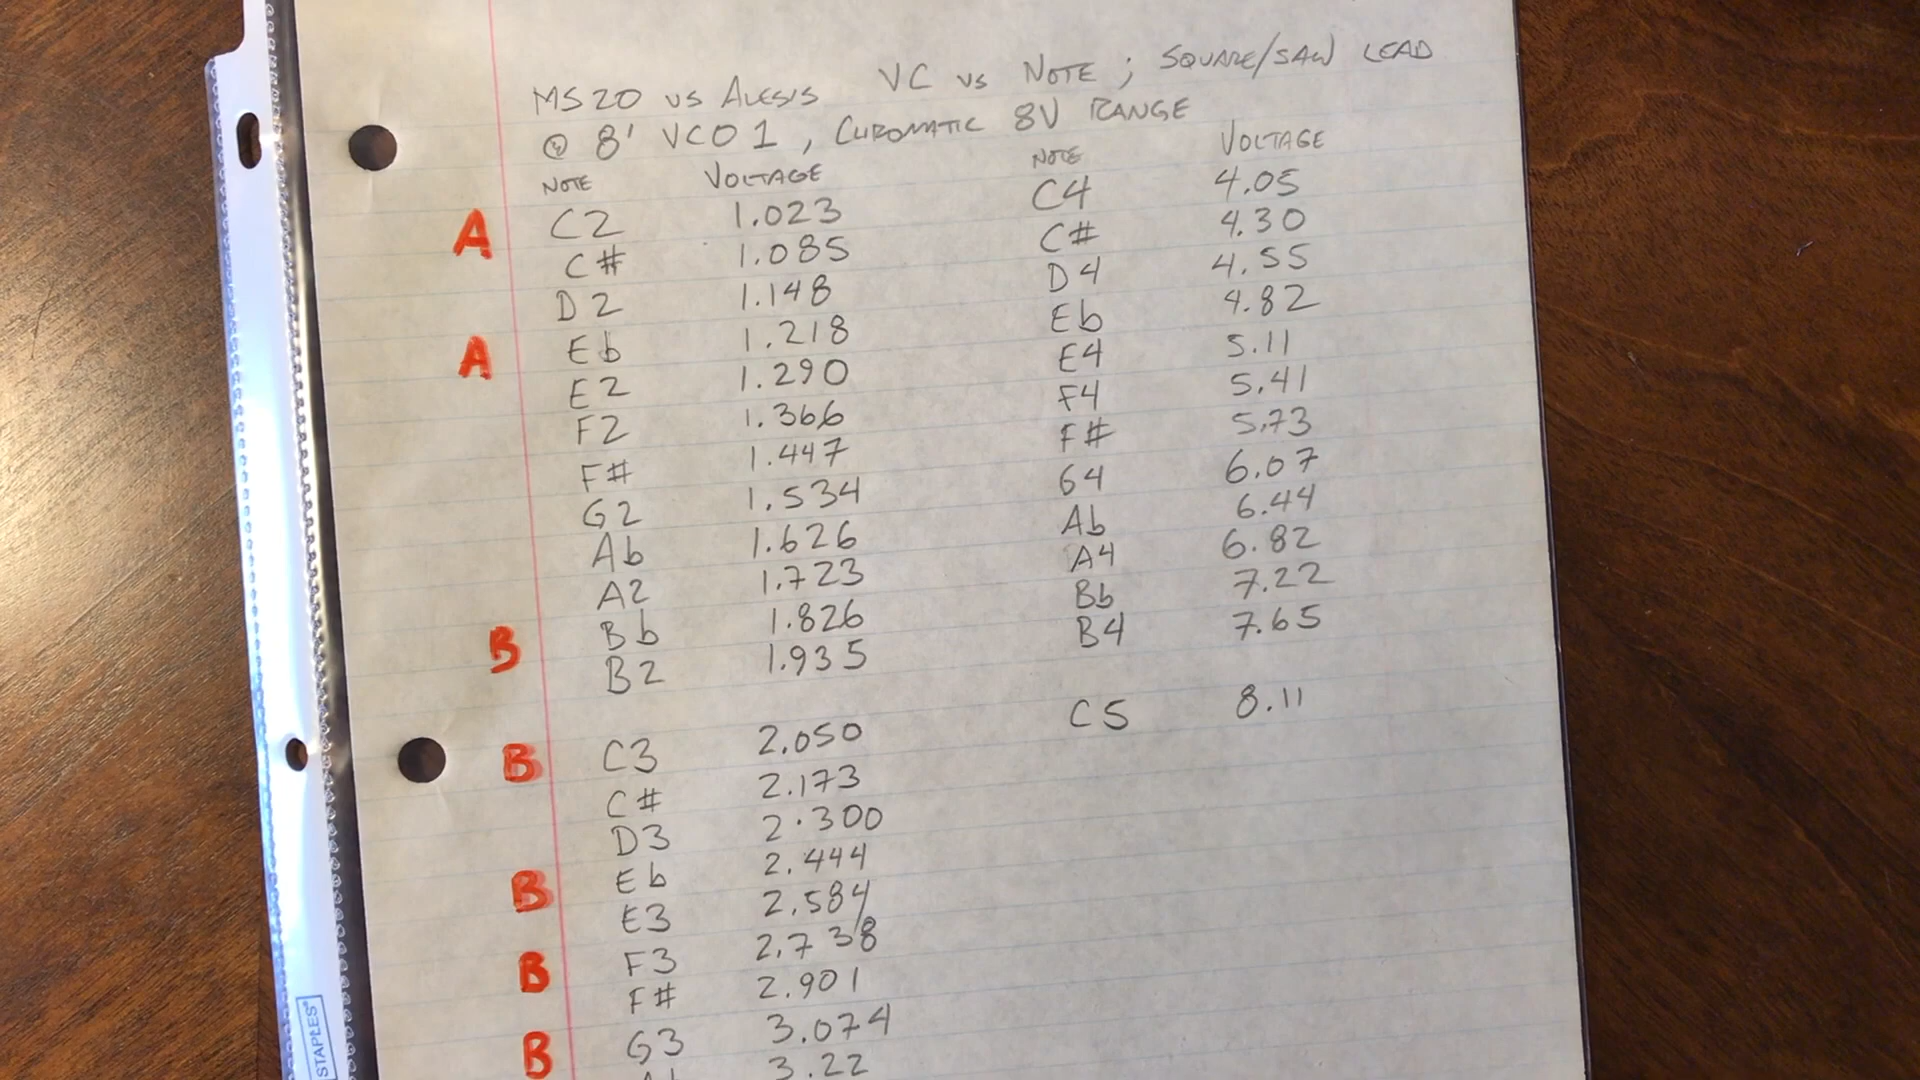 MS20 vs ALESIS VC vs NOTE ; SQUARE/SAW LEAD
@ 8' VCO1 , CHROMATIC 8V RANGE
NOTE VOLTAGE NOTE VOLTAGE
A C2 1.023 C4 4.05
C# 1.085 C# 4.30
D2 1.148 D4 4.55
A Eb 1.218 Eb 4.82
E2 1.290 E4 5.11
F2 1.366 F4 5.41
F# 1.447 F# 5.73
G2 1.534 G4 6.07
Ab 1.626 Ab 6.44
A2 1.723 A4 6.82
B Bb 1.826 Bb 7.22
B2 1.935 B4 7.65
B C3 2.050 C5 8.11
C# 2.173
D3 2.300
B Eb 2.444
E3 2.584
B F3 2.738
F# 2.901
B G3 3.074
Ab 3.22
STAPLES